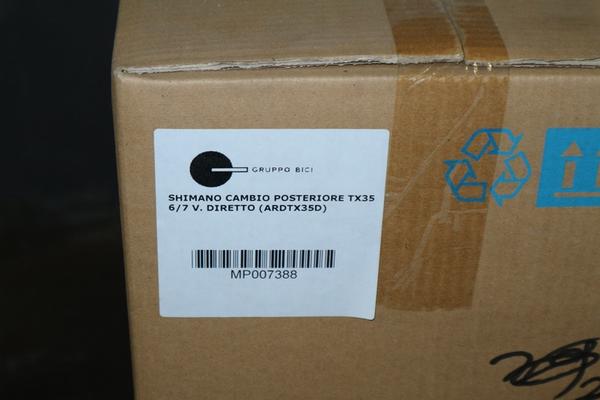 GRUPPO BICI
SHIMANO CAMBIO POSTERIORE TX35
6/7 V. DIRETTO (ARDTX35D)
MP007388